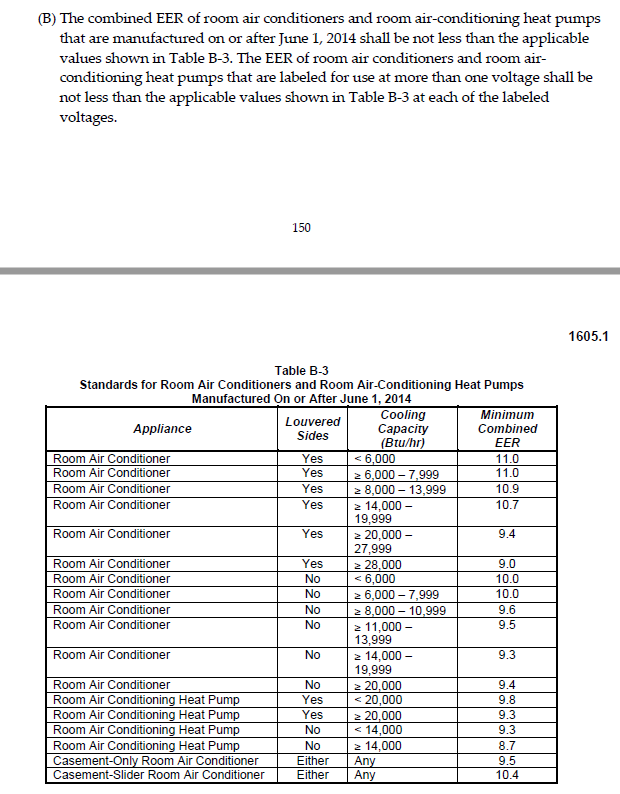 (B) The combined EER of room air conditioners and room air-conditioning heat pumps
that are manufactured on or after June 1, 2014 shall be not less than the applicable
values shown in Table B-3. The EER of room air conditioners and room air-
conditioning heat pumps that are labeled for use at more than one voltage shall be
not less than the applicable values shown in Table B-3 at each of the labeled
voltages.
150
1605.1
Table B-3
Standards for Room Air Conditioners and Room Air-Conditioning Heat Pumps
Manufactured On or After June 1, 2014
Appliance Louvered Sides Cooling Capacity (Btu/hr) Minimum Combined EER
Room Air Conditioner Yes < 6,000 11.0
Room Air Conditioner Yes ≥ 6,000 – 7,999 11.0
Room Air Conditioner Yes ≥ 8,000 – 13,999 10.9
Room Air Conditioner Yes ≥ 14,000 – 19,999 10.7
Room Air Conditioner Yes ≥ 20,000 – 27,999 9.4
Room Air Conditioner Yes ≥ 28,000 9.0
Room Air Conditioner No < 6,000 10.0
Room Air Conditioner No ≥ 6,000 – 7,999 10.0
Room Air Conditioner No ≥ 8,000 – 10,999 9.6
Room Air Conditioner No ≥ 11,000 – 13,999 9.5
Room Air Conditioner No ≥ 14,000 – 19,999 9.3
Room Air Conditioner No ≥ 20,000 9.4
Room Air Conditioning Heat Pump Yes < 20,000 9.8
Room Air Conditioning Heat Pump Yes ≥ 20,000 9.3
Room Air Conditioning Heat Pump No < 14,000 9.3
Room Air Conditioning Heat Pump No ≥ 14,000 8.7
Casement-Only Room Air Conditioner Either Any 9.5
Casement-Slider Room Air Conditioner Either Any 10.4